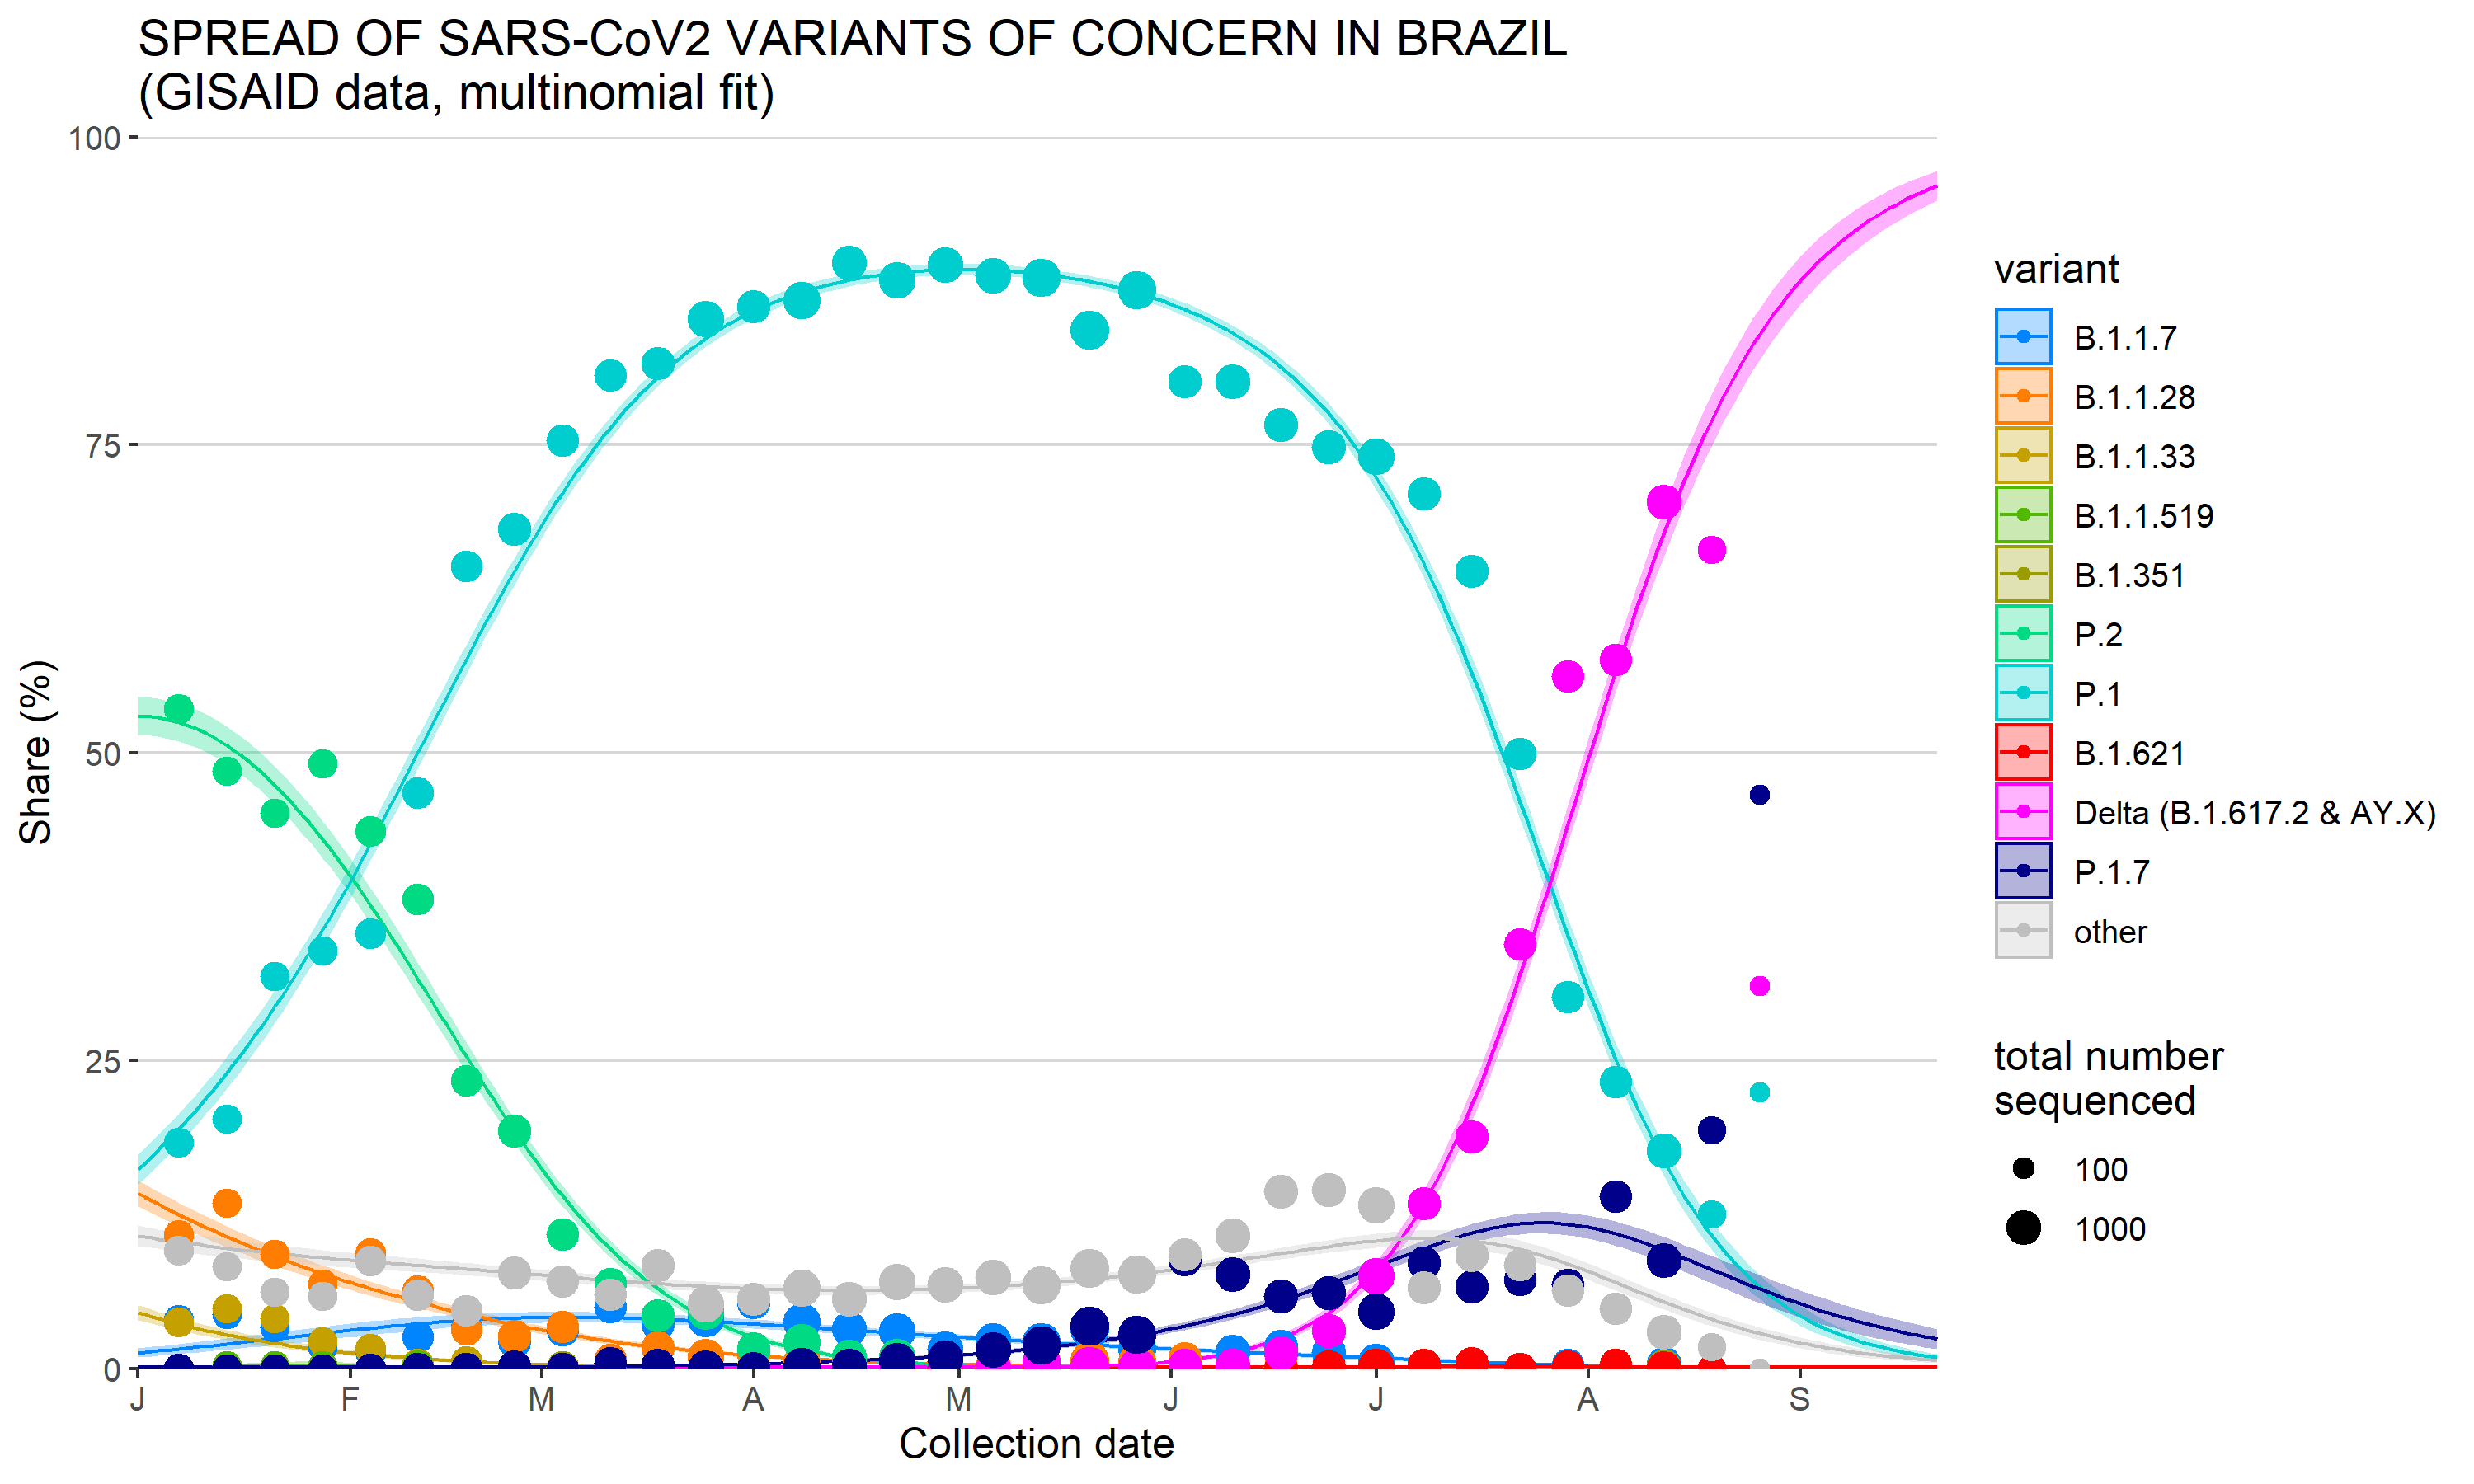 SPREAD OF SARS-CoV2 VARIANTS OF CONCERN IN BRAZIL
(GISAID data, multinomial fit)
100
75
50
25
0
Share (%)
J
F
M
A
M
J
J
A
S
Collection date
variant
B.1.1.7
B.1.1.28
B.1.1.33
B.1.1.519
B.1.351
P.2
P.1
B.1.621
Delta (B.1.617.2 & AY.X)
P.1.7
other
total number
sequenced
100
1000